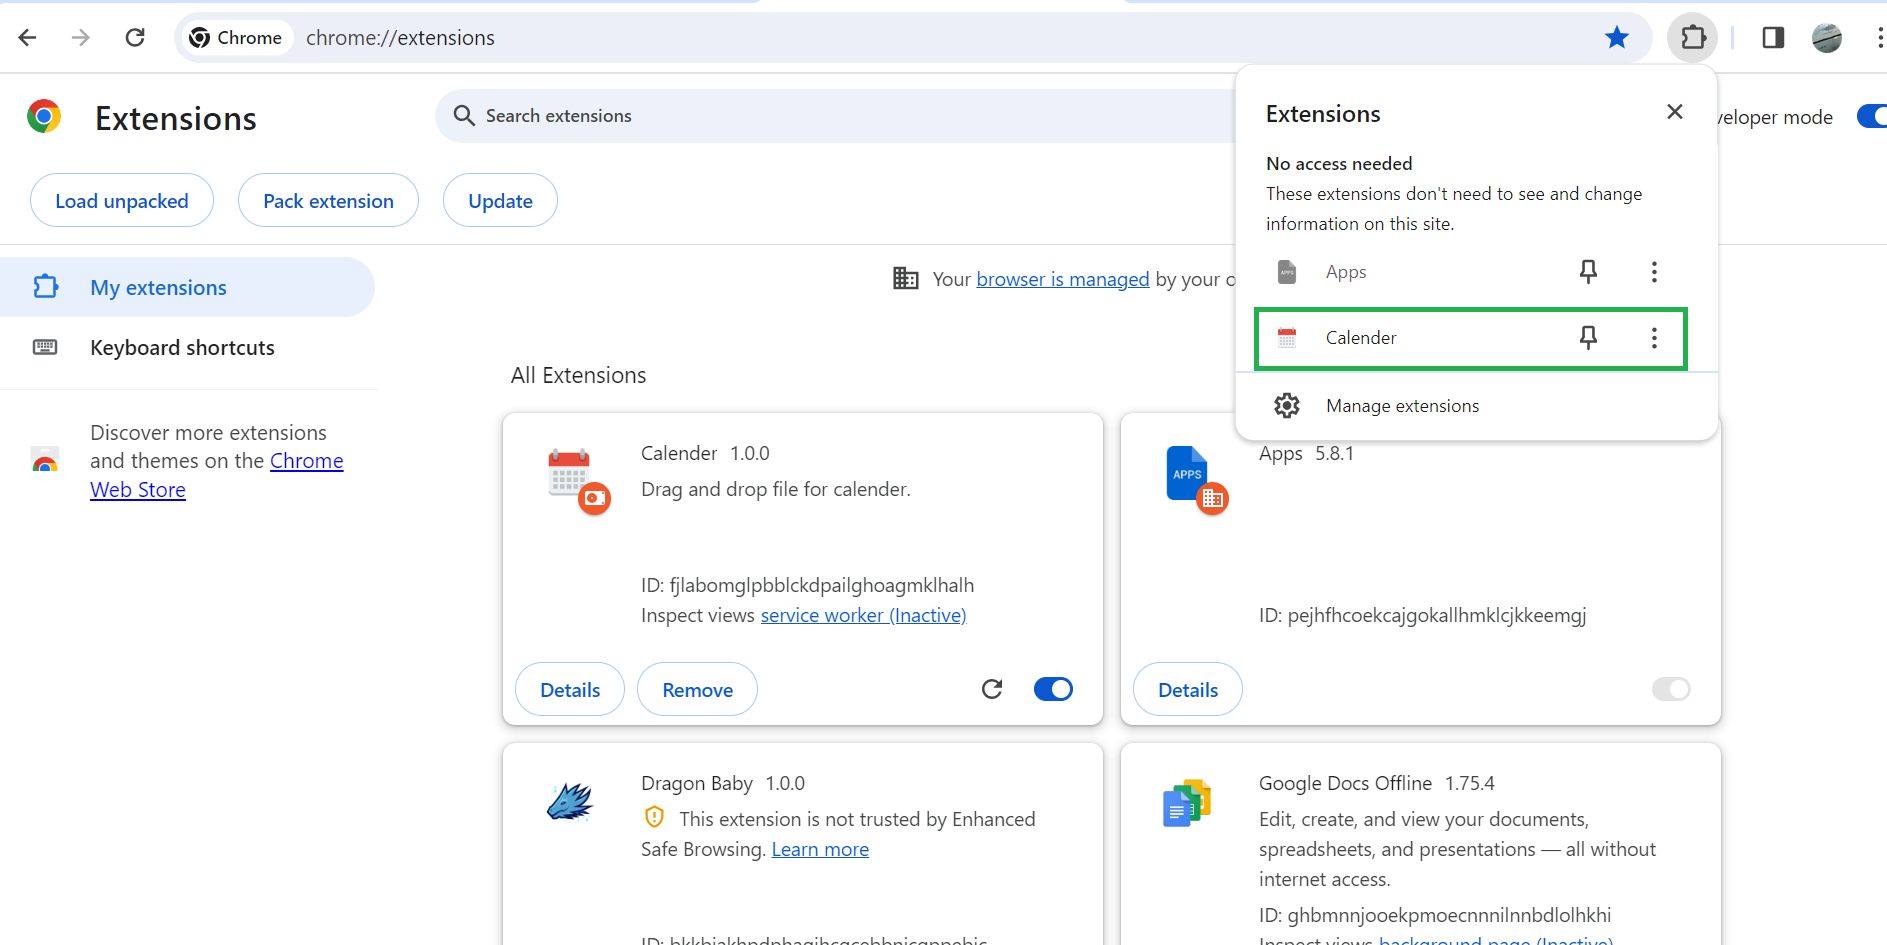 Chrome
chrome://extensions
Extensions
Search extensions
veloper mode
Load unpacked
Pack extension
Update
Extensions
No access needed
These extensions don't need to see and change
information on this site.
APPS
Apps
Calender
Manage extensions
My extensions
Keyboard shortcuts
Discover more extensions
and themes on the Chrome
Web Store
Your browser is managed by your
All Extensions
Calender 1.0.0
Drag and drop file for calender.
ID: fjlabomglpbblckdpailghoagmklhalh
Inspect views service worker (Inactive)
Details
Remove
APPS
Apps 5.8.1
ID: pejhfhcoekcajgokallhmklcjkkeemgj
Details
Dragon Baby 1.0.0
This extension is not trusted by Enhanced
Safe Browsing. Learn more
Google Docs Offline 1.75.4
Edit, create, and view your documents,
spreadsheets, and presentations — all without
internet access.
ID: ghbmnnjooekpmoecnnnilnnbdlolhkhi
Inspect views background page (Inactive)